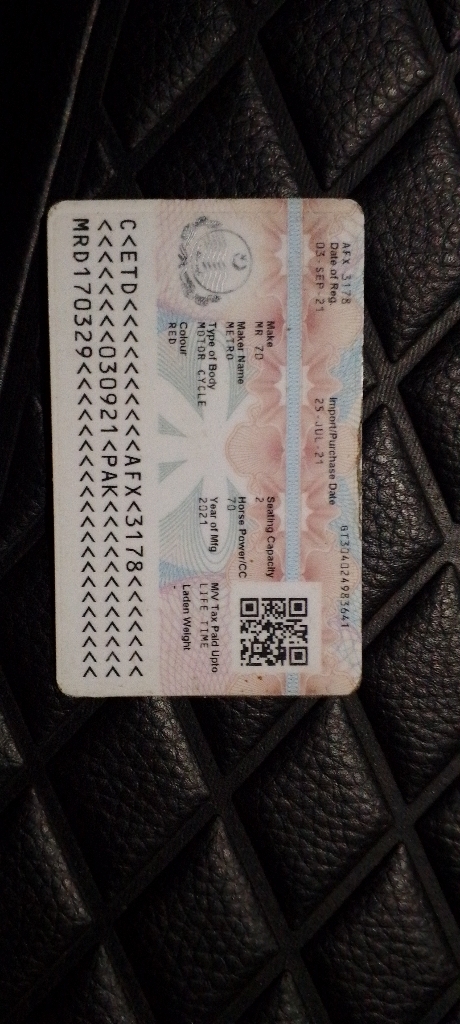 AFX 3178
GT304024983641
Date of Reg.
Import/Purchase Date
03-SEP-21
25-JUL-21
Make
Seating Capacity
MR 70
2
Maker Name
Horse Power/CC
METRO
70
Type of Body
Year of Mfg
M/V Tax Paid Upto
MOTOR CYCLE
2021
LIFE TIME
Colour
Laden Weight
RED
-
C<ETD<<<<<<<<<<AFX<3178<<<<<<
<<<<<<<030921<PAK<<<<<<<<<<<<
MRD170329<<<<<<<<<<<<<<<<<<<<